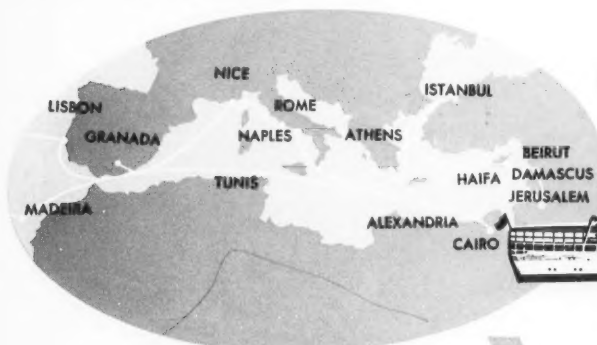 NICE
ISTANBUL
LISBON
ROME
GRANADA
NAPLES
ATHENS
BEIRUT
TUNIS
HAIFA
DAMASCUS
JERUSALEM
MADEIRA
ALEXANDRIA
CAIRO